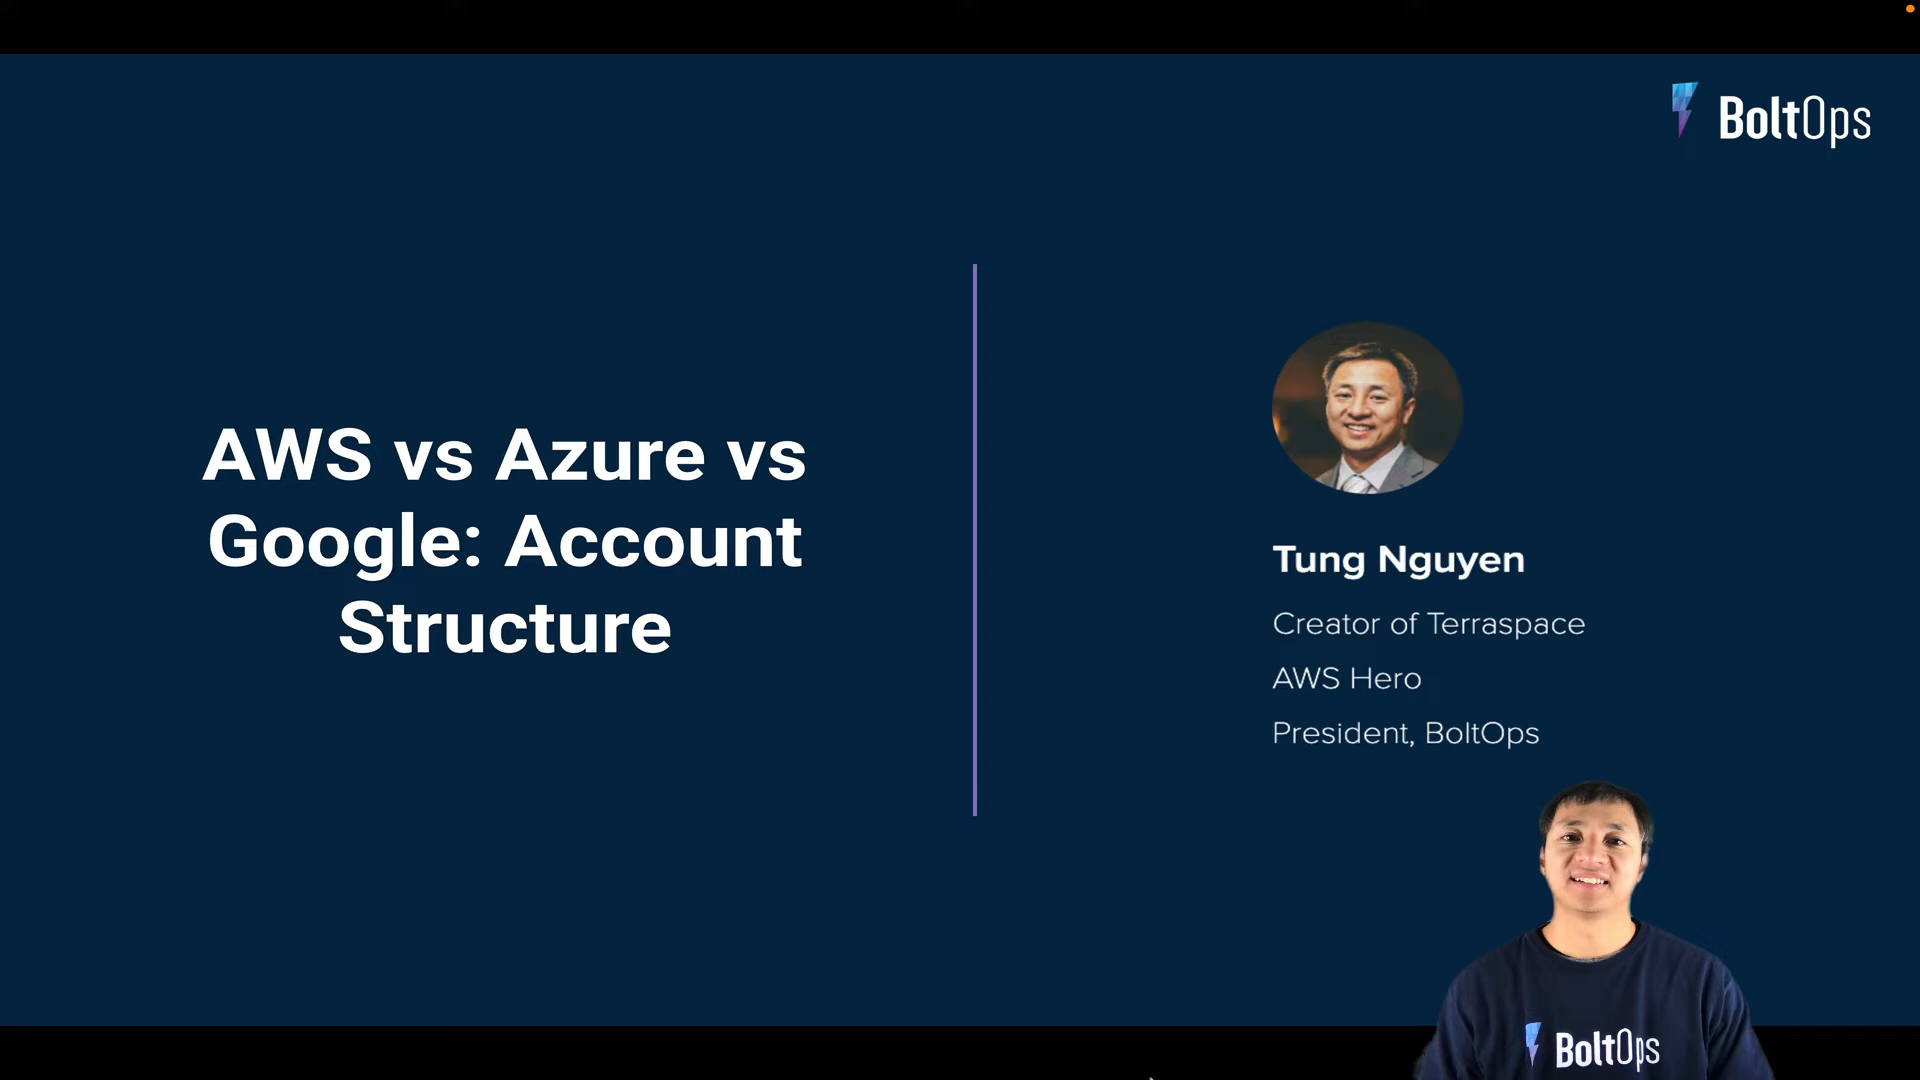 BoltOps
AWS vs Azure vs
Google: Account
Structure
Tung Nguyen
Creator of Terraspace
AWS Hero
President, BoltOps
BoltOps